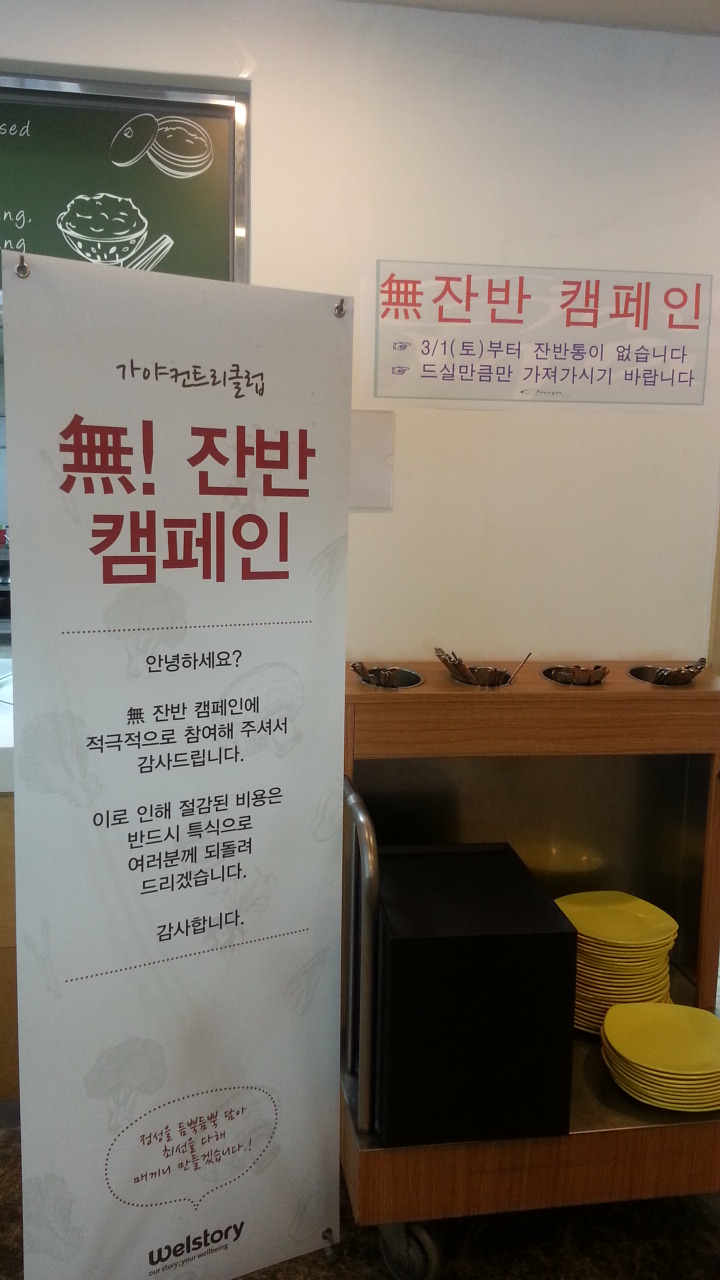 sed
ng,
ng
가야컨트리클럽
無! 잔반
캠페인
안녕하세요?
無 잔반 캠페인에
적극적으로 참여해 주셔서
감사드립니다.
이로 인해 절감된 비용은
반드시 특식으로
여러분께 되돌려
드리겠습니다.
감사합니다.
정성을 듬뿍듬뿍 담아
최선을 다해
매끼니 만들겠습니다.!
welstory
our story, your wellbeing
無잔반 캠페인
☞ 3/1(토)부터 잔반통이 없습니다
☞ 드실만큼만 가져가시기 바랍니다